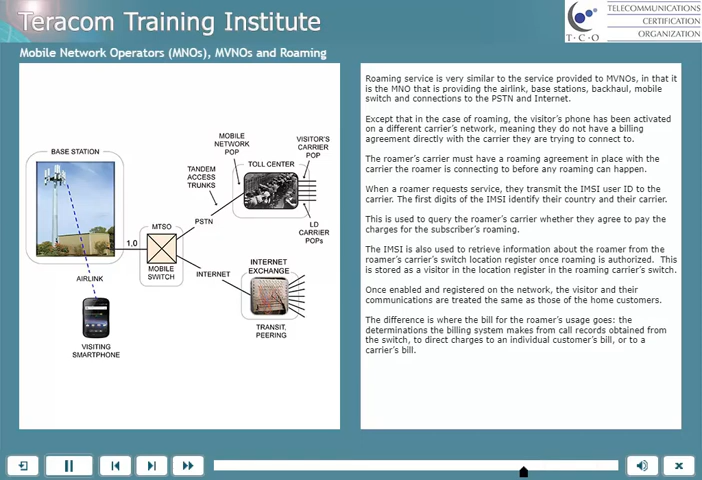 Teracom Training Institute
TELECOMMUNICATIONS
CERTIFICATION
ORGANIZATION
T·C·O
Mobile Network Operators (MNOs), MVNOs and Roaming
BASE STATION
MOBILE
NETWORK
POP
VISITOR'S
CARRIER
POP
TOLL CENTER
TANDEM
ACCESS
TRUNKS
PSTN
LD
CARRIER
POPs
MTSO
1,0
MOBILE
SWITCH
INTERNET
INTERNET
EXCHANGE
AIRLINK
TRANSIT,
PEERING
VISITING
SMARTPHONE
Roaming service is very similar to the service provided to MVNOs, in that it
is the MNO that is providing the airlink, base stations, backhaul, mobile
switch and connections to the PSTN and Internet.
Except that in the case of roaming, the visitor's phone has been activated
on a different carrier's network, meaning they do not have a billing
agreement directly with the carrier they are trying to connect to.
The roamer's carrier must have a roaming agreement in place with the
carrier the roamer is connecting to before any roaming can happen.
When a roamer requests service, they transmit the IMSI user ID to the
carrier. The first digits of the IMSI identify their country and their carrier.
This is used to query the roamer's carrier whether they agree to pay the
charges for the subscriber's roaming.
The IMSI is also used to retrieve information about the roamer from the
roamer's carrier's switch location register once roaming is authorized. This
is stored as a visitor in the location register in the roaming carrier's switch.
Once enabled and registered on the network, the visitor and their
communications are treated the same as those of the home customers.
The difference is where the bill for the roamer's usage goes: the
determinations the billing system makes from call records obtained from
the switch, to direct charges to an individual customer's bill, or to a
carrier's bill.